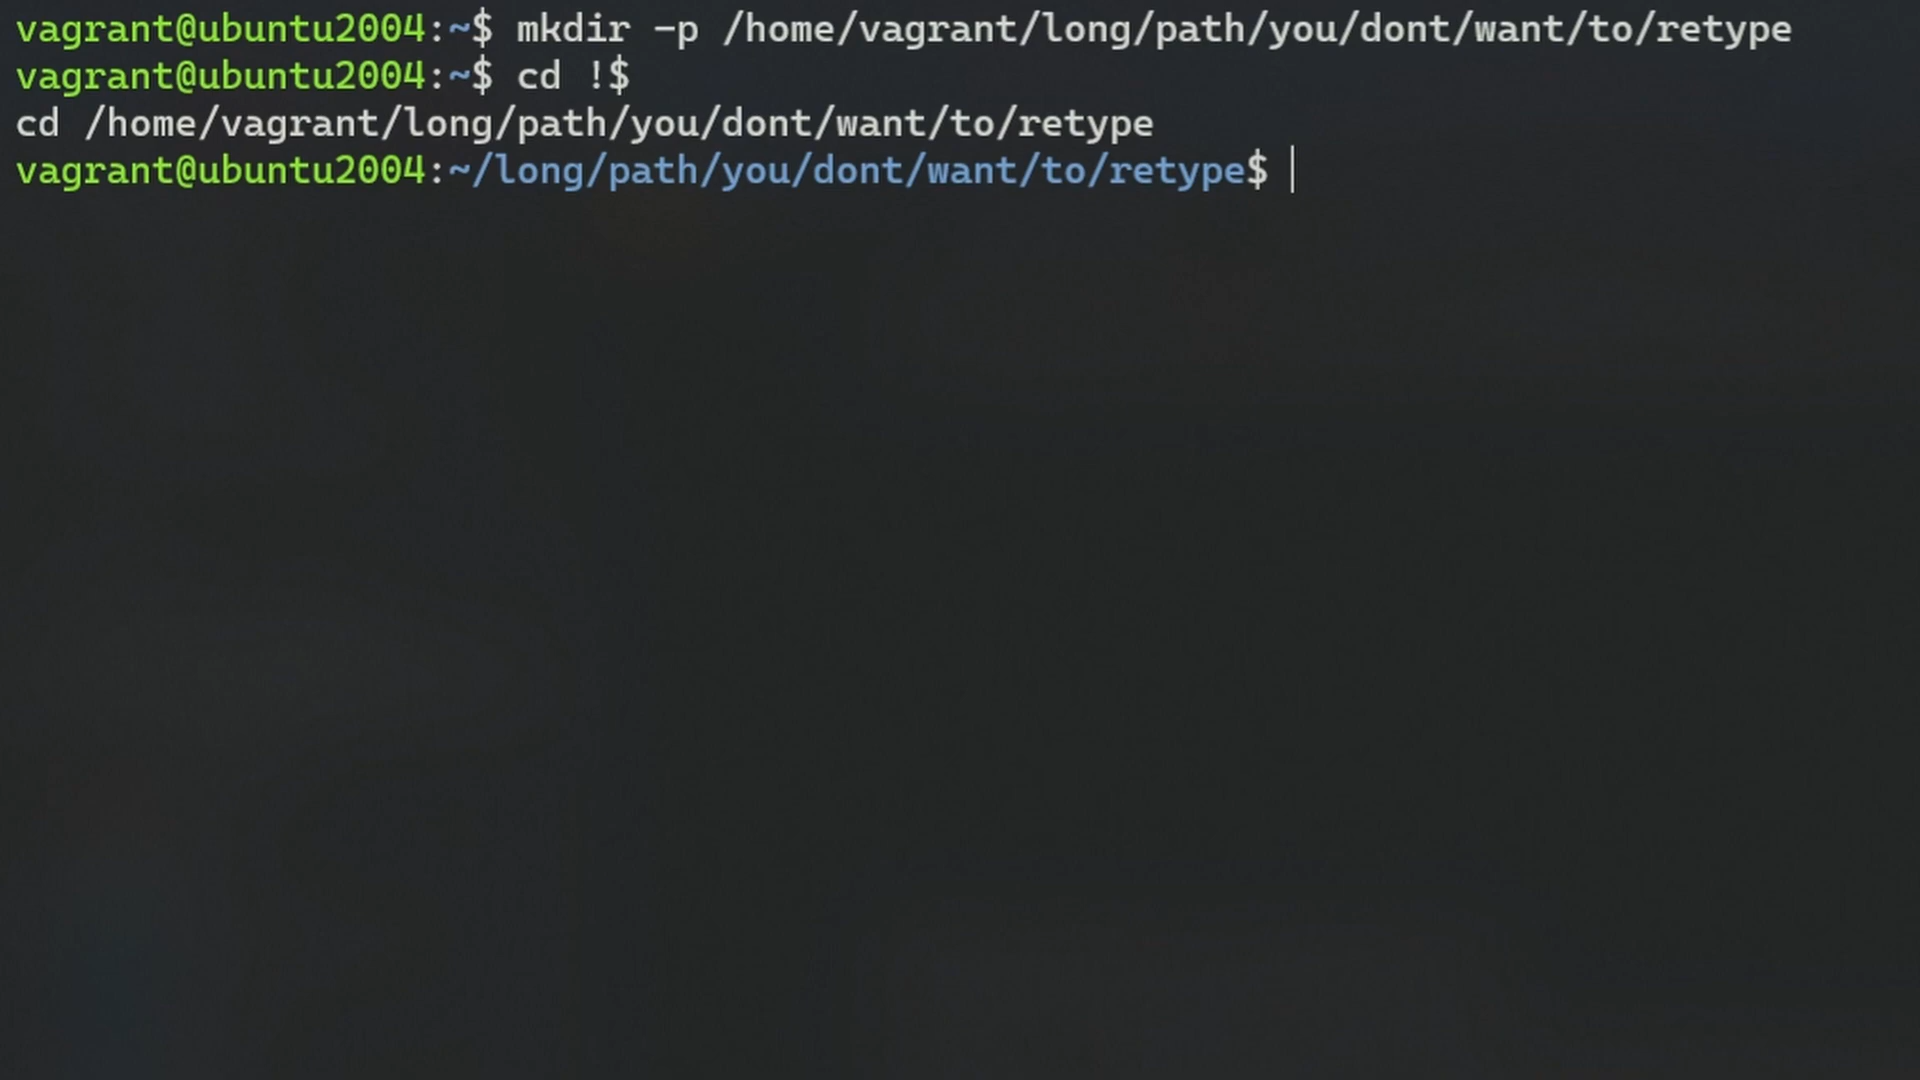 vagrant@ubuntu2004:~$ mkdir -p /home/vagrant/long/path/you/dont/want/to/retype
vagrant@ubuntu2004:~$ cd !$
cd /home/vagrant/long/path/you/dont/want/to/retype
vagrant@ubuntu2004:~/long/path/you/dont/want/to/retype$